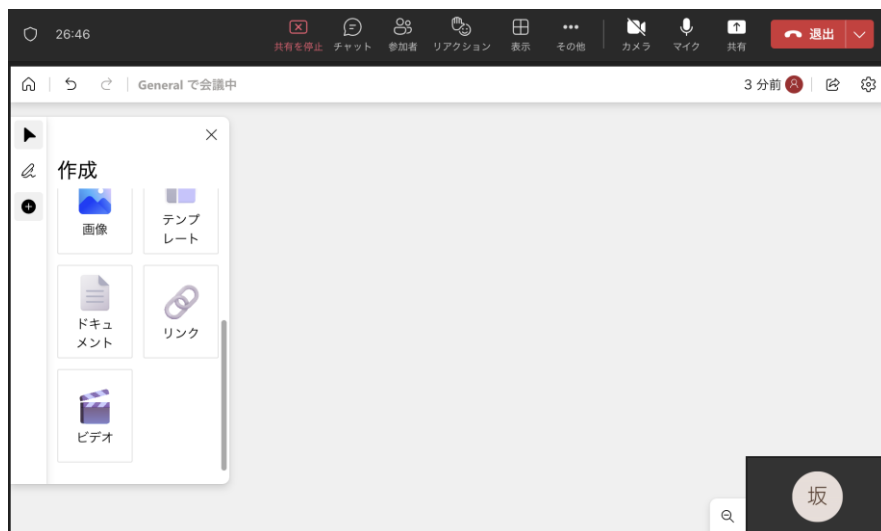 26:46
共有を停止 チャット 参加者 リアクション 表示 その他 カメラ マイク 共有 退出
General で会議中 3 分前
作成
画像 テンプ
レート
ドキュ
メント リンク
ビデオ
坂